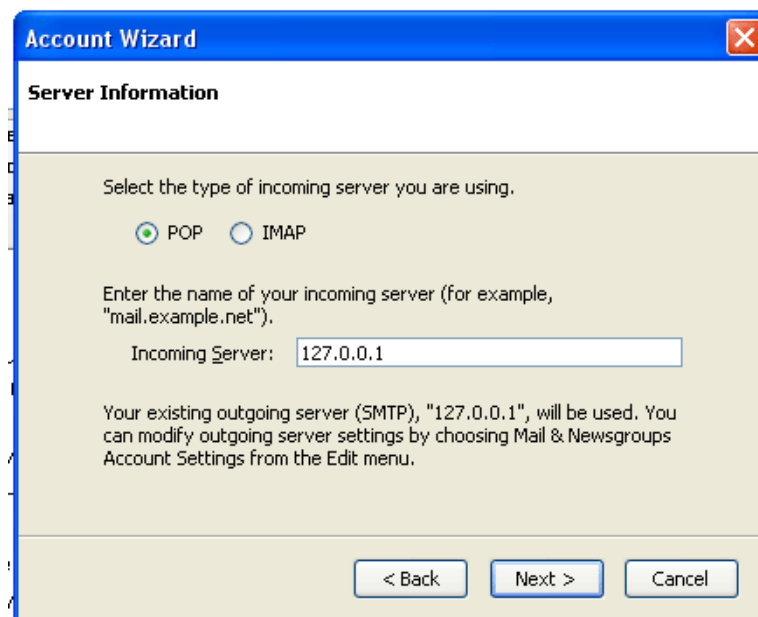 Account Wizard
Server Information
Select the type of incoming server you are using.
POP IMAP
Enter the name of your incoming server (for example,
"mail.example.net").
Incoming Server: 127.0.0.1
Your existing outgoing server (SMTP), "127.0.0.1", will be used. You
can modify outgoing server settings by choosing Mail & Newsgroups
Account Settings from the Edit menu.
< Back Next > Cancel